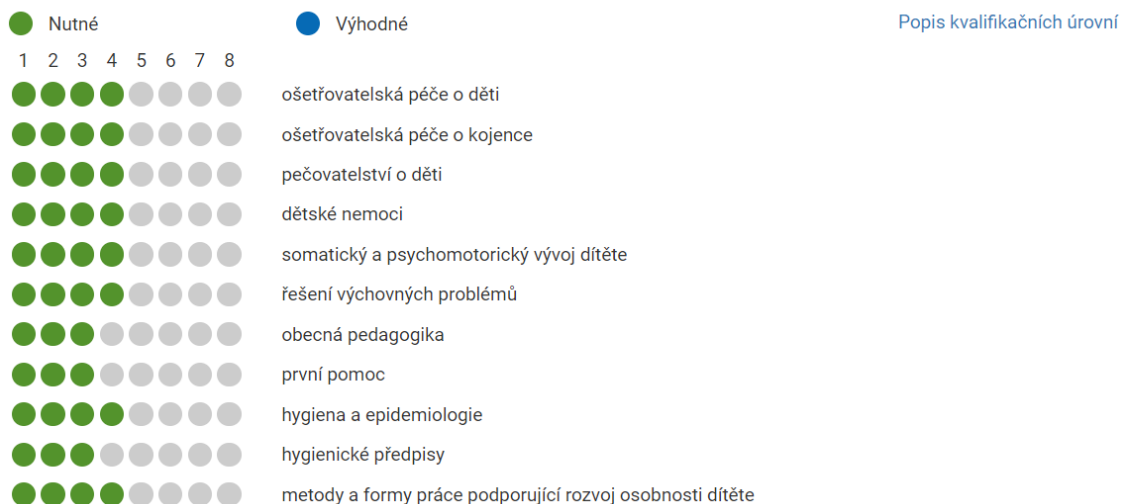 Nutné Výhodné Popis kvalifikačních úrovní
1 2 3 4 5 6 7 8
ošetřovatelská péče o děti
ošetřovatelská péče o kojence
pečovatelství o děti
dětské nemoci
somatický a psychomotorický vývoj dítěte
řešení výchovných problémů
obecná pedagogika
první pomoc
hygiena a epidemiologie
hygienické předpisy
metody a formy práce podporující rozvoj osobnosti dítěte